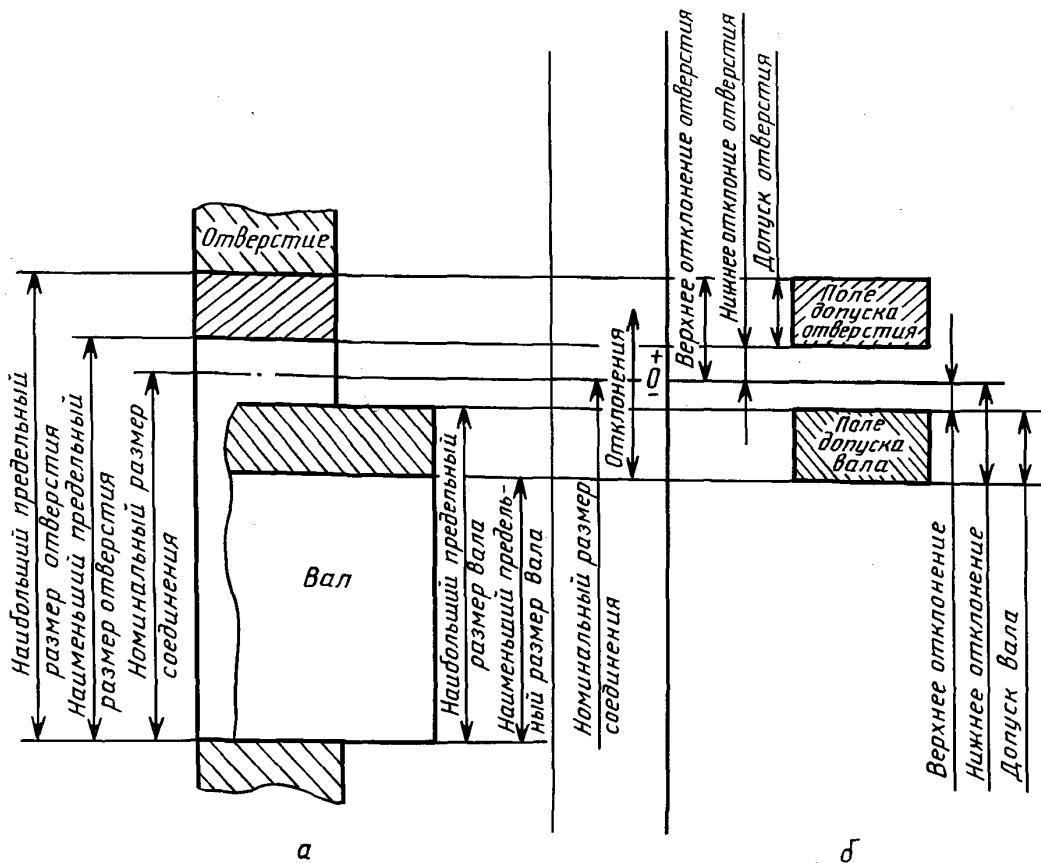 Наибольщий предельный
размер отверстия
Наименьший предельный
размер отверстия
Номинальный размер
соединения
Отверстие
Вал
Наибольший предельный
размер вала
Наименьший предель-
ный размер вала
Номинальный размер
соединения
Отклонения
+
0
-
Верхнее отклонение отверстия
Нижнее отклоние отверстия
Допуск отверстия
Поле
допуска
отверстия
Поле
допуска
вала
Верхнее отклонение
Нижнее отклонение
Допуск вала
а
б